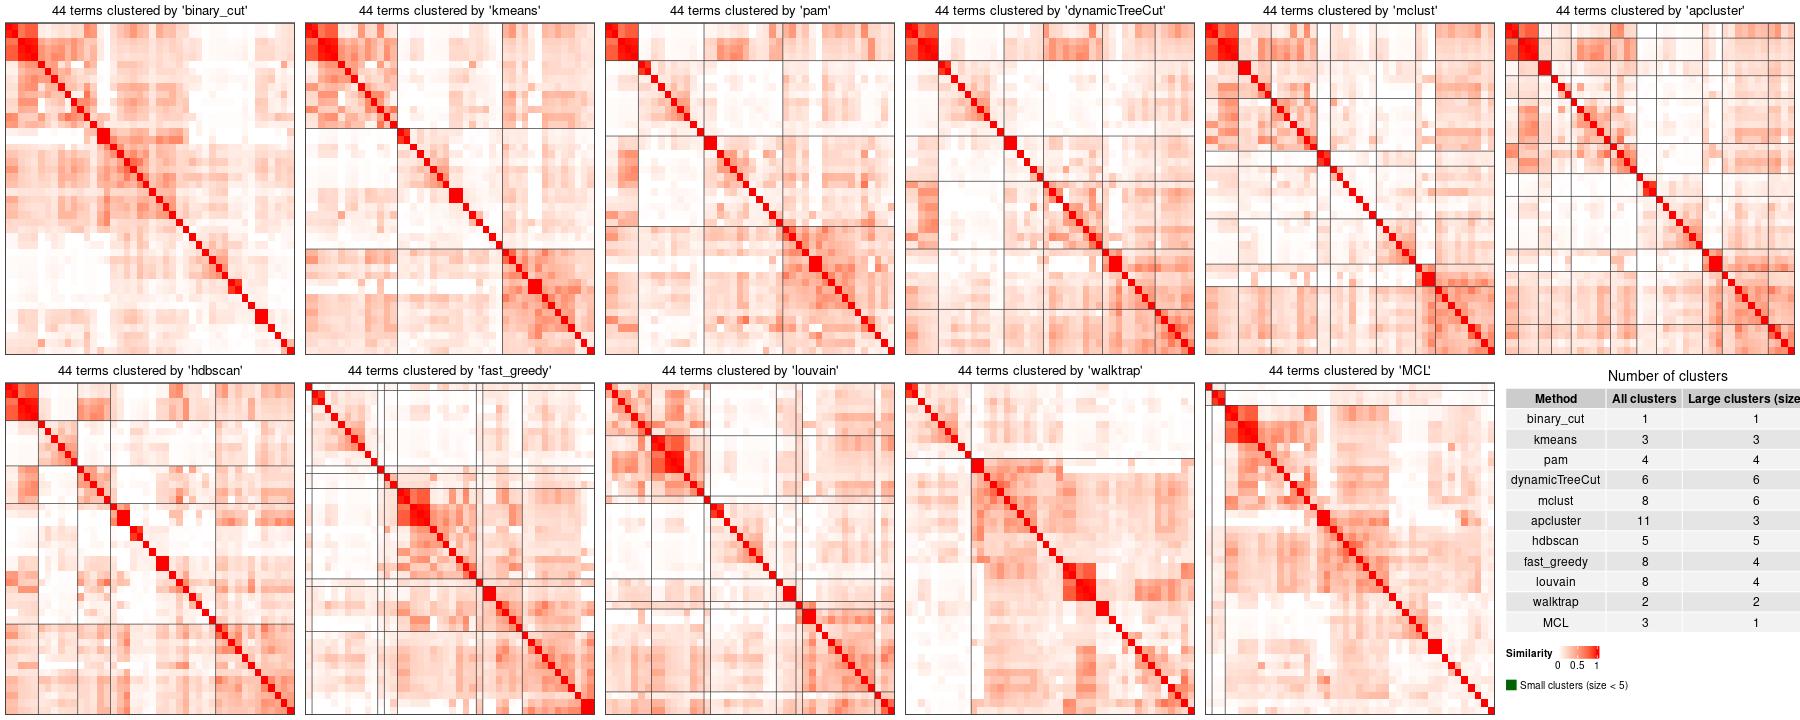 44 terms clustered by 'binary_cut'
44 terms clustered by 'kmeans'
44 terms clustered by 'pam'
44 terms clustered by 'dynamicTreeCut'
44 terms clustered by 'mclust'
44 terms clustered by 'apcluster'
44 terms clustered by 'hdbscan'
44 terms clustered by 'fast_greedy'
44 terms clustered by 'louvain'
44 terms clustered by 'walktrap'
44 terms clustered by 'MCL'
Number of clusters
Method All clusters Large clusters (size
binary_cut 1 1
kmeans 3 3
pam 4 4
dynamicTreeCut 6 6
mclust 8 6
apcluster 11 3
hdbscan 5 5
fast_greedy 8 4
louvain 8 4
walktrap 2 2
MCL 3 1
Similarity
0 0.5 1
Small clusters (size < 5)